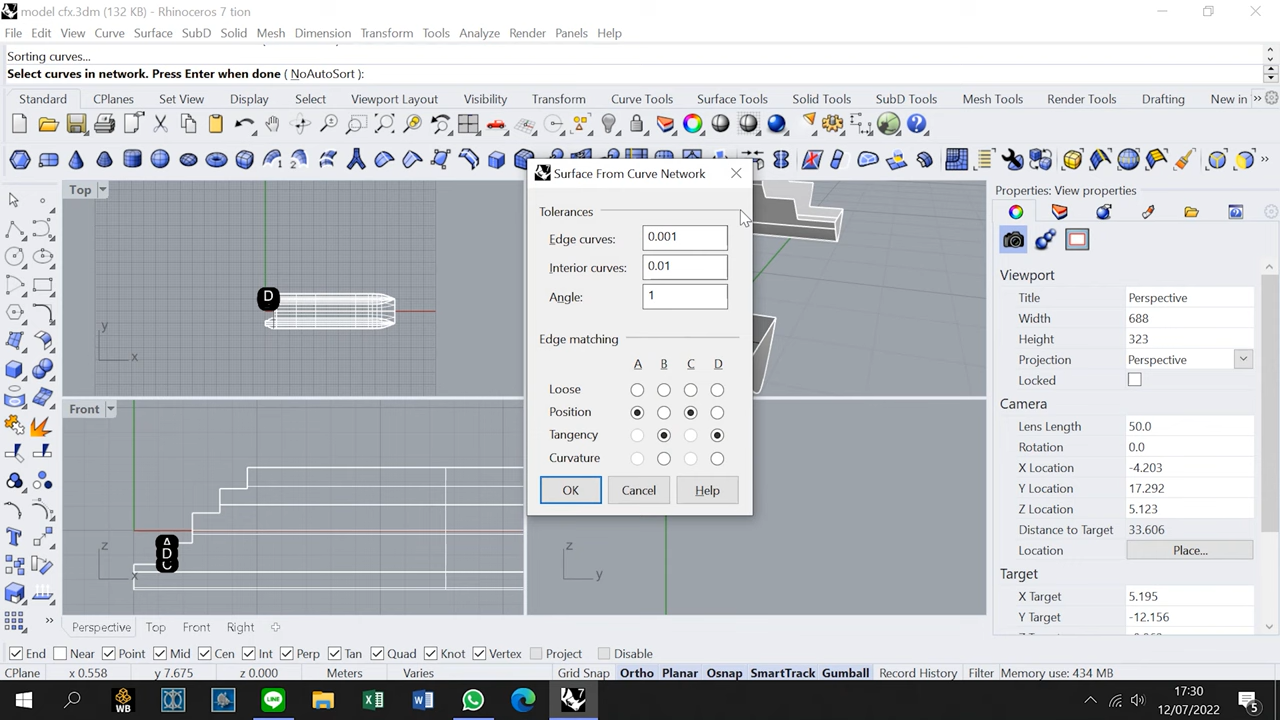 model cfx.3dm (132 KB) - Rhinoceros 7 tion
File Edit View Curve Surface SubD Solid Mesh Dimension Transform Tools Analyze Render Panels Help
Sorting curves...
Select curves in network. Press Enter when done ( NoAutoSort ):
Standard CPlanes Set View Display Select Viewport Layout Visibility Transform Curve Tools Surface Tools Solid Tools SubD Tools Mesh Tools Render Tools Drafting New in
Top
Surface From Curve Network
Tolerances
Edge curves: 0.001
Interior curves: 0.01
Angle: 1
Edge matching
A B C D
Loose
Position
Tangency
Curvature
OK Cancel Help
D
y
x
Front
A
D
C
z
x
z
y
Properties: View properties
Viewport
Title Perspective
Width 688
Height 323
Projection Perspective
Locked
Camera
Lens Length 50.0
Rotation 0.0
X Location -4.203
Y Location 17.292
Z Location 5.123
Distance to Target 33.606
Location Place...
Target
X Target 5.195
Y Target -12.156
Perspective Top Front Right
End Near Point Mid Cen Int Perp Tan Quad Knot Vertex Project Disable
CPlane x 0.558 y 7.675 z 0.000 Meters Varies Grid Snap Ortho Planar Osnap SmartTrack Gumball Record History Filter Memory use: 434 MB
WB
17:30
12/07/2022
5